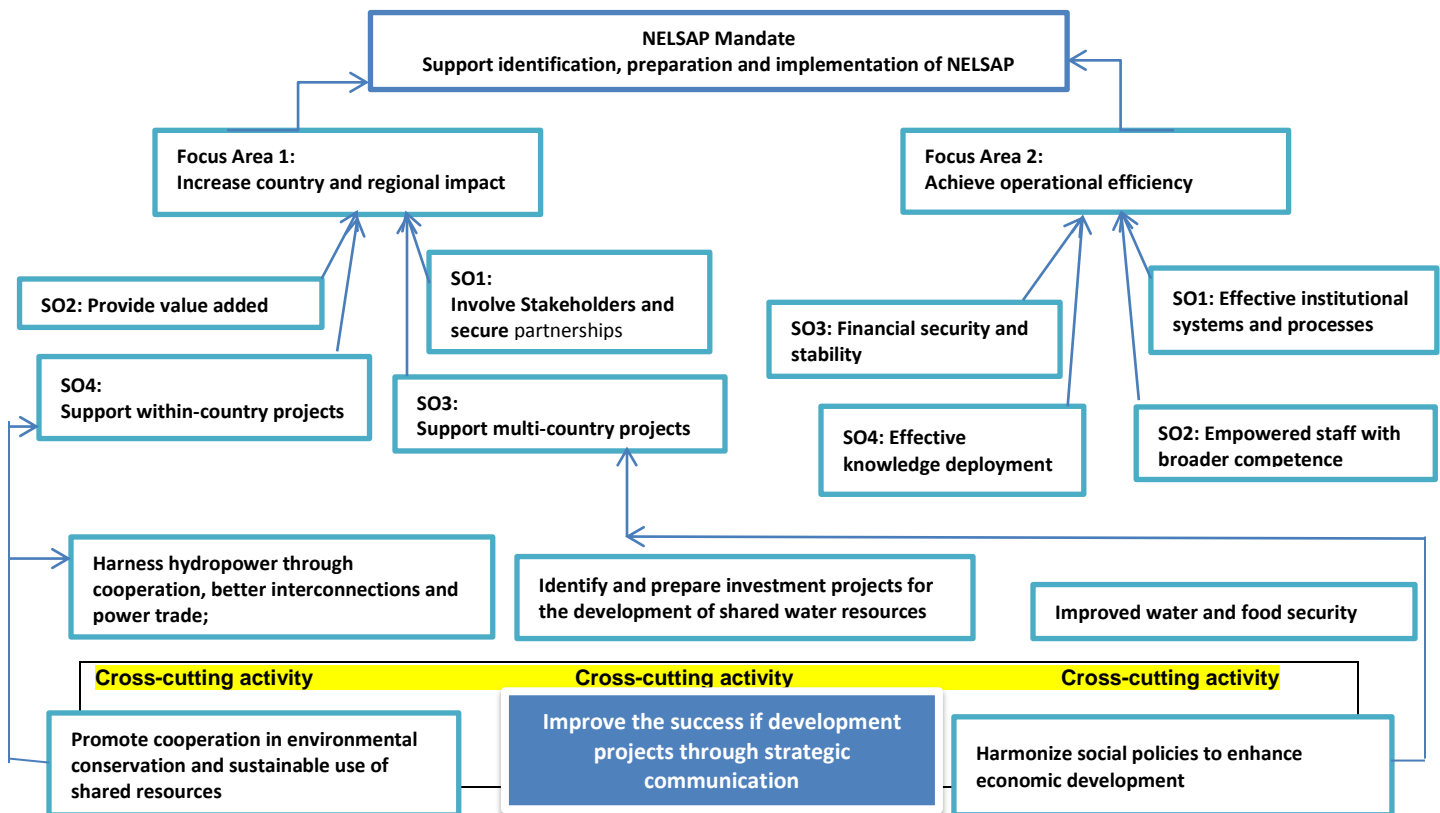 NELSAP Mandate
Support identification, preparation and implementation of NELSAP
Focus Area 1:
Increase country and regional impact
Focus Area 2:
Achieve operational efficiency
SO2: Provide value added
SO1:
Involve Stakeholders and
secure partnerships
SO3: Financial security and
stability
SO1: Effective institutional
systems and processes
SO4:
Support within-country projects
SO3:
Support multi-country projects
SO4: Effective
knowledge deployment
SO2: Empowered staff with
broader competence
Harness hydropower through
cooperation, better interconnections and
power trade;
Identify and prepare investment projects for
the development of shared water resources
Improved water and food security
Cross-cutting activity
Cross-cutting activity
Cross-cutting activity
Promote cooperation in environmental
conservation and sustainable use of
shared resources
Improve the success if development
projects through strategic
communication
Harmonize social policies to enhance
economic development